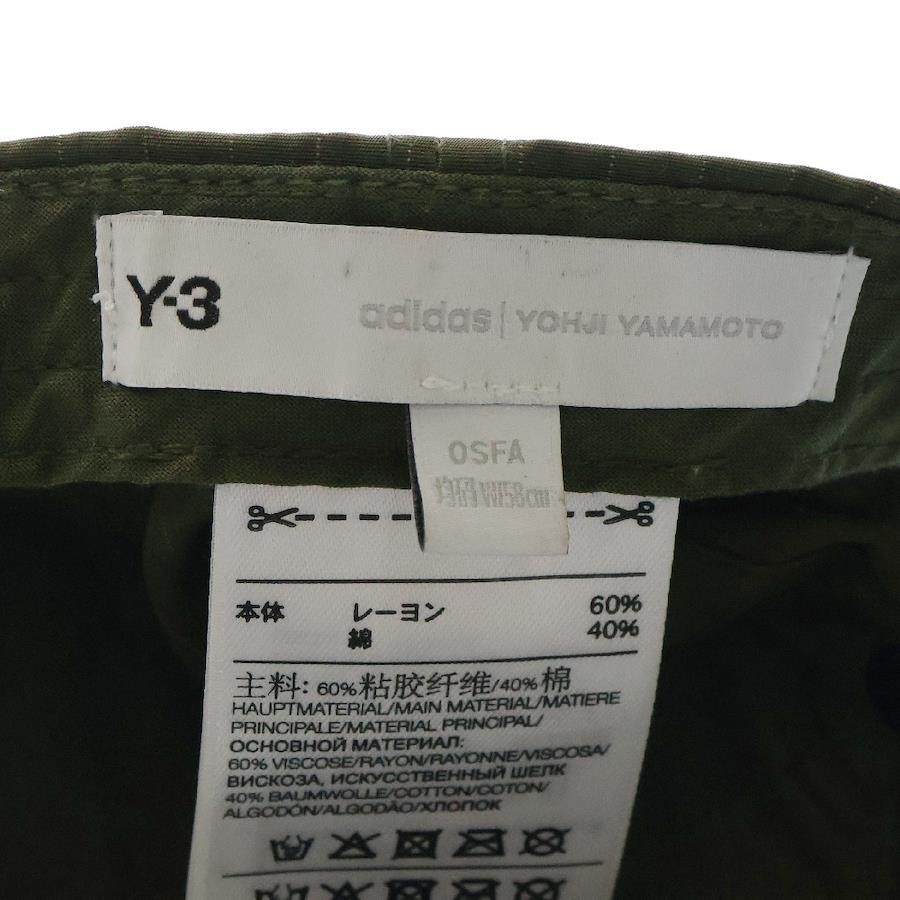 Y-3
adidas | YOHJI YAMAMOTO
OSFA
本体 レーヨン 60%
綿 40%
主料: 60%粘胶纤维/40%棉
HAUPTMATERIAL/MAIN MATERIAL/MATIERE
PRINCIPALE/MATERIAL PRINCIPAL/
ОСНОВНОЙ МАТЕРИАЛ:
60% VISCOSE/RAYON/RAYONNE/VISCOSA/
ВИСКОЗА, ИСКУССТВЕННЫЙ ШЕЛК
40% BAUMWOLLE/COTTON/COTON/
ALGODÓN/ALGODÃO/ХЛОПОК